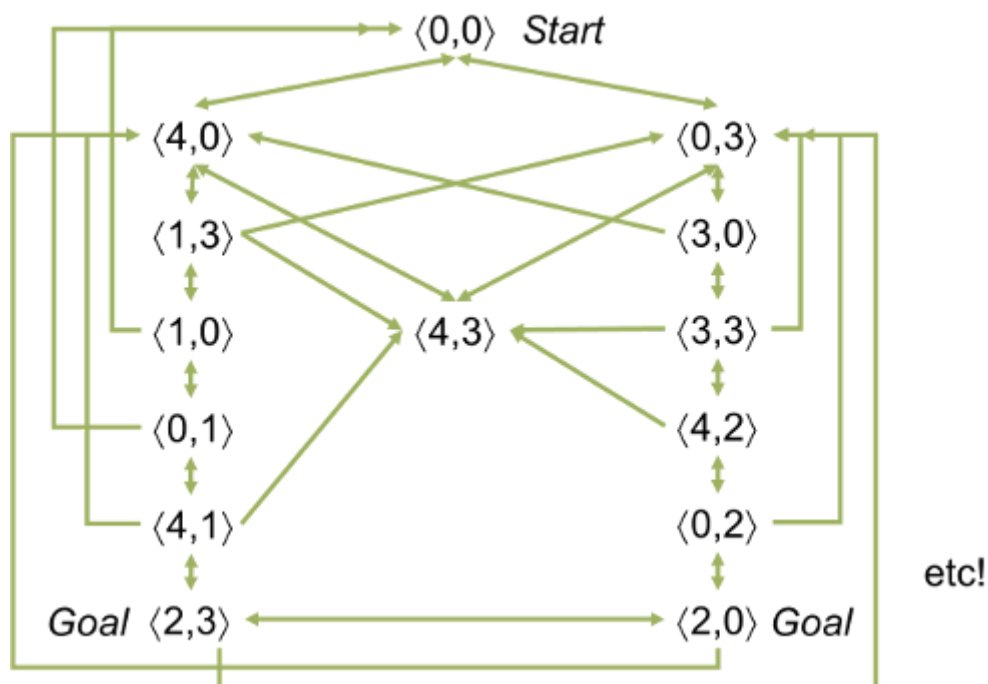 ⟨0,0⟩ Start
⟨4,0⟩ ⟨0,3⟩
⟨1,3⟩ ⟨3,0⟩
⟨1,0⟩ ⟨4,3⟩ ⟨3,3⟩
⟨0,1⟩ ⟨4,2⟩
⟨4,1⟩ ⟨0,2⟩
etc!
Goal ⟨2,3⟩ ⟨2,0⟩ Goal